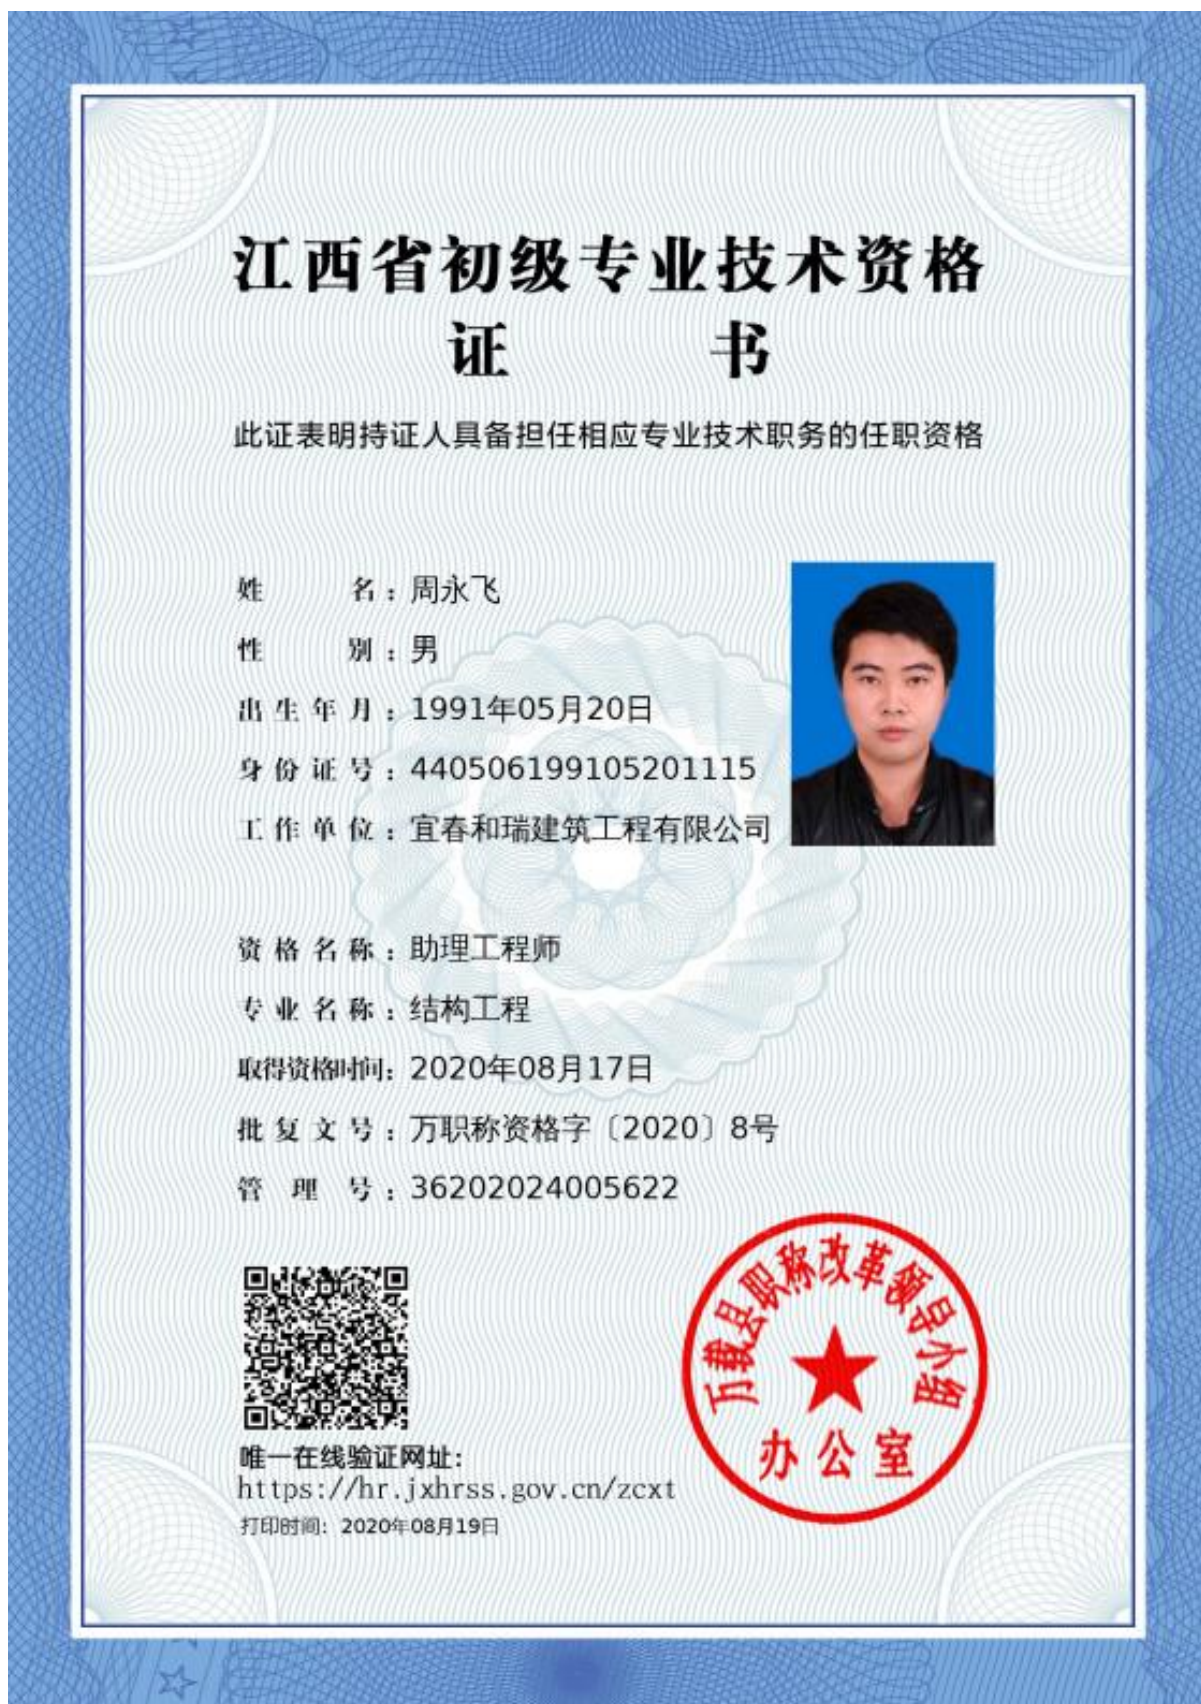 江西省初级专业技术资格
证 书
此证表明持证人具备担任相应专业技术职务的任职资格
姓 名：周永飞
性 别：男
出生年月：1991年05月20日
身份证号：440506199105201115
工作单位：宜春和瑞建筑工程有限公司
资格名称：助理工程师
专业名称：结构工程
取得资格时间：2020年08月17日
批复文号：万职称资格字〔2020〕8号
管 理 号：36202024005622
万载县职称改革领导小组
办公室
唯一在线验证网址：
https://hr.jxhrss.gov.cn/zcxt
打印时间：2020年08月19日